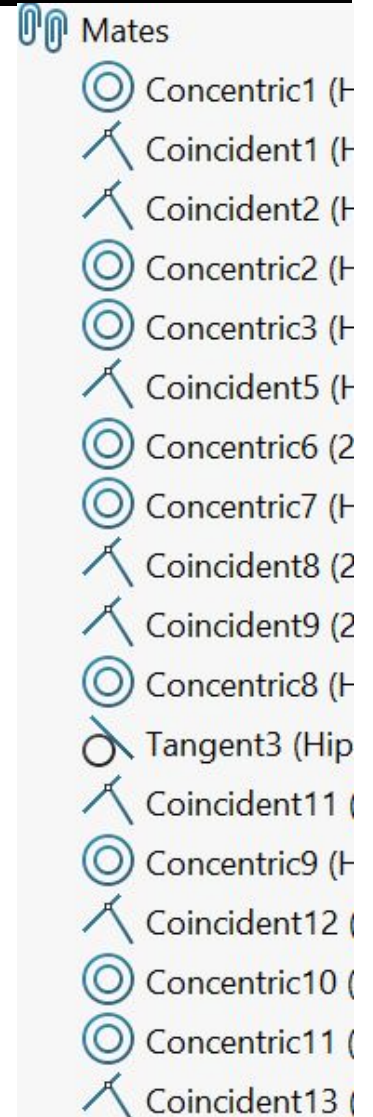 Mates
Concentric1 (H
Coincident1 (H
Coincident2 (H
Concentric2 (H
Concentric3 (H
Coincident5 (H
Concentric6 (2
Concentric7 (H
Coincident8 (2
Coincident9 (2
Concentric8 (H
Tangent3 (Hip
Coincident11 (
Concentric9 (H
Coincident12 (
Concentric10 (
Concentric11 (
Coincident13 (